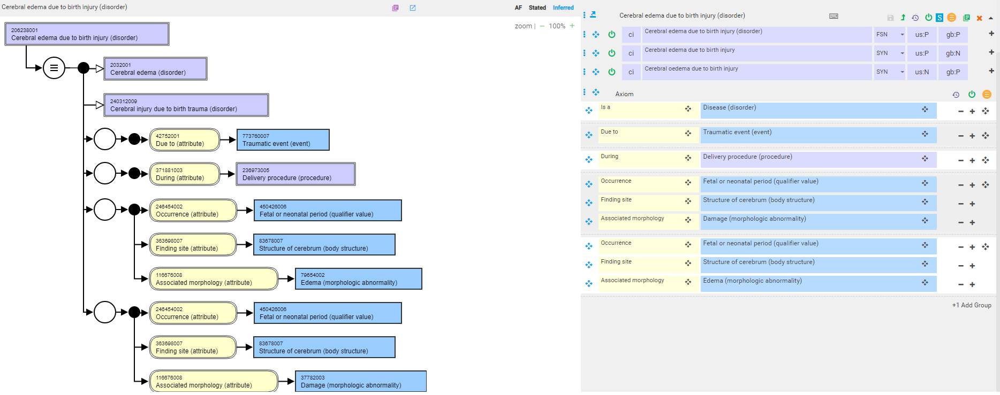 Cerebral edema due to birth injury (disorder)
AF Stated Inferred
zoom | − 100% +
206238001
Cerebral edema due to birth injury (disorder)
2032001
Cerebral edema (disorder)
240312009
Cerebral injury due to birth trauma (disorder)
42752001
Due to (attribute)
773760007
Traumatic event (event)
371881003
During (attribute)
236973005
Delivery procedure (procedure)
246454002
Occurrence (attribute)
450426006
Fetal or neonatal period (qualifier value)
363698007
Finding site (attribute)
83678007
Structure of cerebrum (body structure)
116676008
Associated morphology (attribute)
79654002
Edema (morphologic abnormality)
246454002
Occurrence (attribute)
450426006
Fetal or neonatal period (qualifier value)
363698007
Finding site (attribute)
83678007
Structure of cerebrum (body structure)
116676008
Associated morphology (attribute)
37782003
Damage (morphologic abnormality)
Cerebral edema due to birth injury (disorder)
S
ci Cerebral edema due to birth injury (disorder) FSN us:P gb:P
ci Cerebral edema due to birth injury SYN us:P gb:N
ci Cerebral oedema due to birth injury SYN us:N gb:P
Axiom
Is a Disease (disorder)
Due to Traumatic event (event)
During Delivery procedure (procedure)
Occurrence Fetal or neonatal period (qualifier value)
Finding site Structure of cerebrum (body structure)
Associated morphology Damage (morphologic abnormality)
Occurrence Fetal or neonatal period (qualifier value)
Finding site Structure of cerebrum (body structure)
Associated morphology Edema (morphologic abnormality)
+1 Add Group